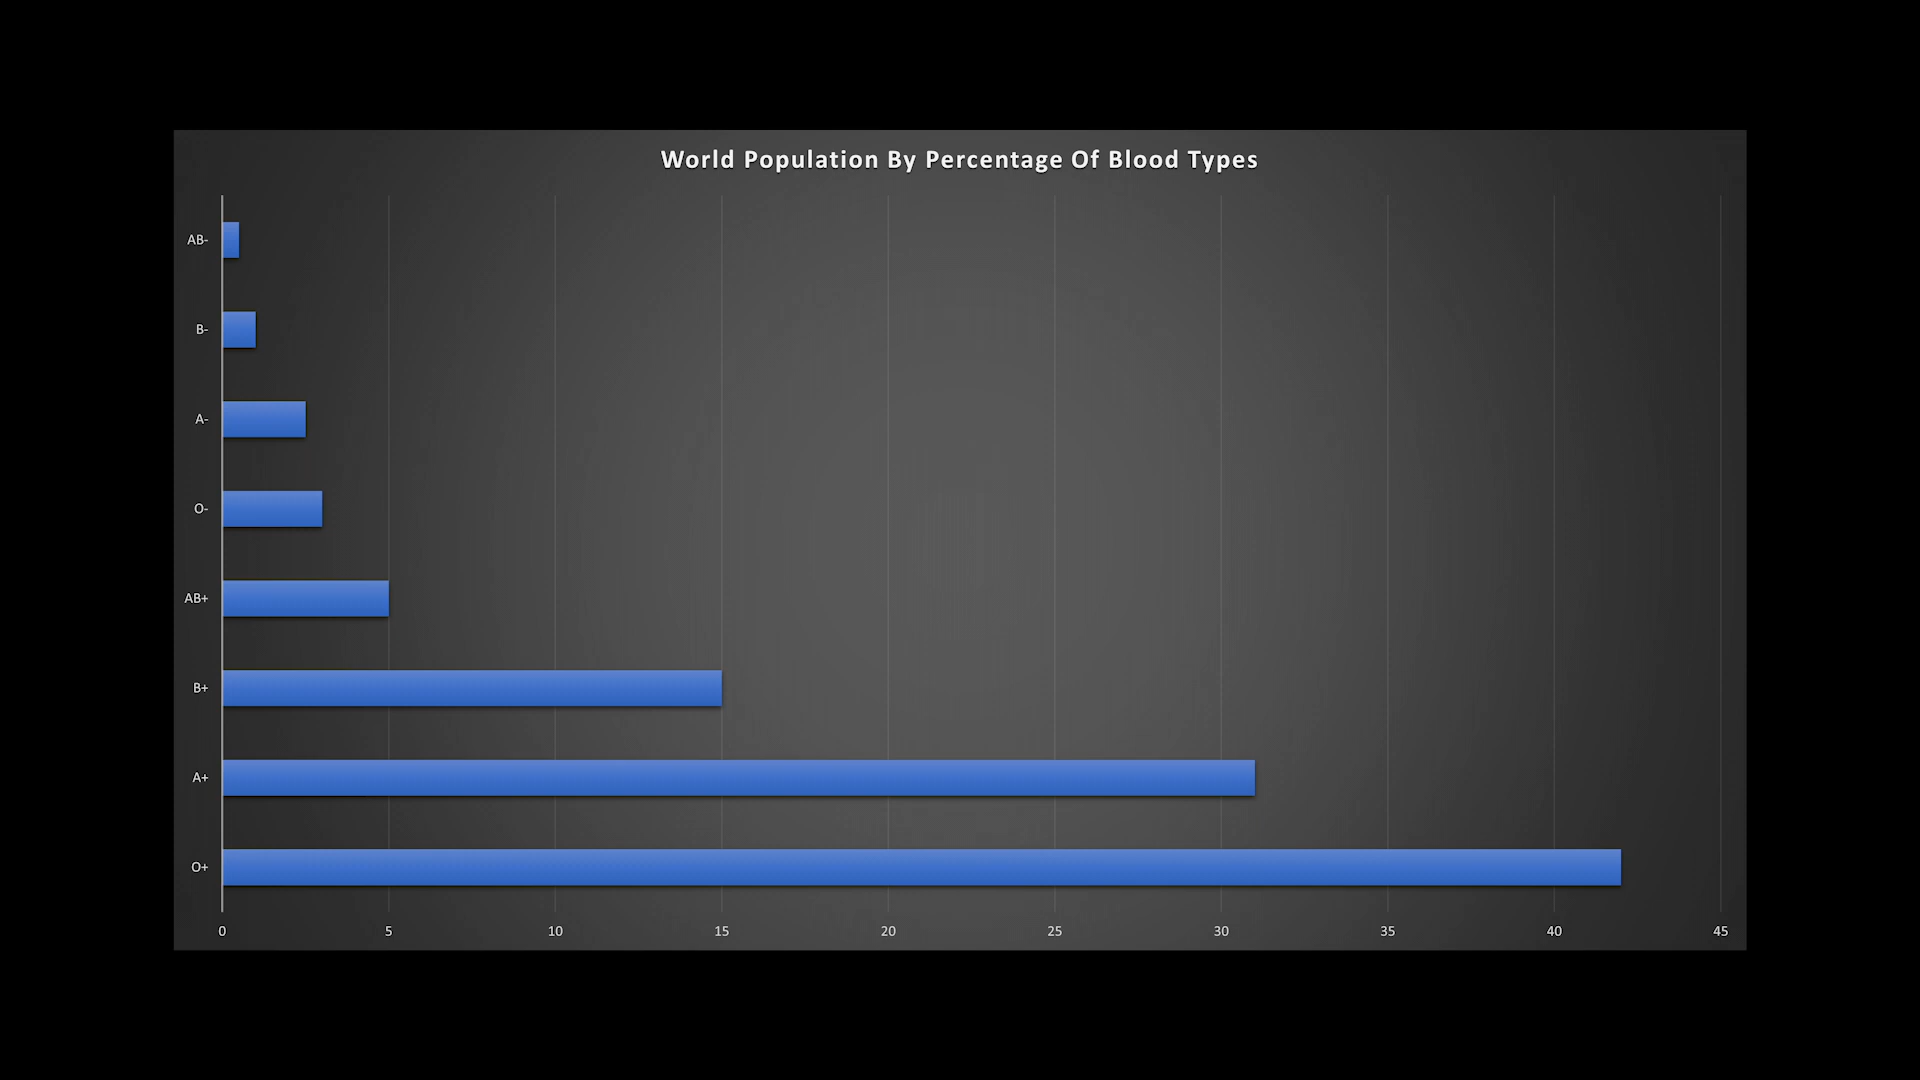 World Population By Percentage Of Blood Types
AB-
B-
A-
O-
AB+
B+
A+
O+
0 5 10 15 20 25 30 35 40 45